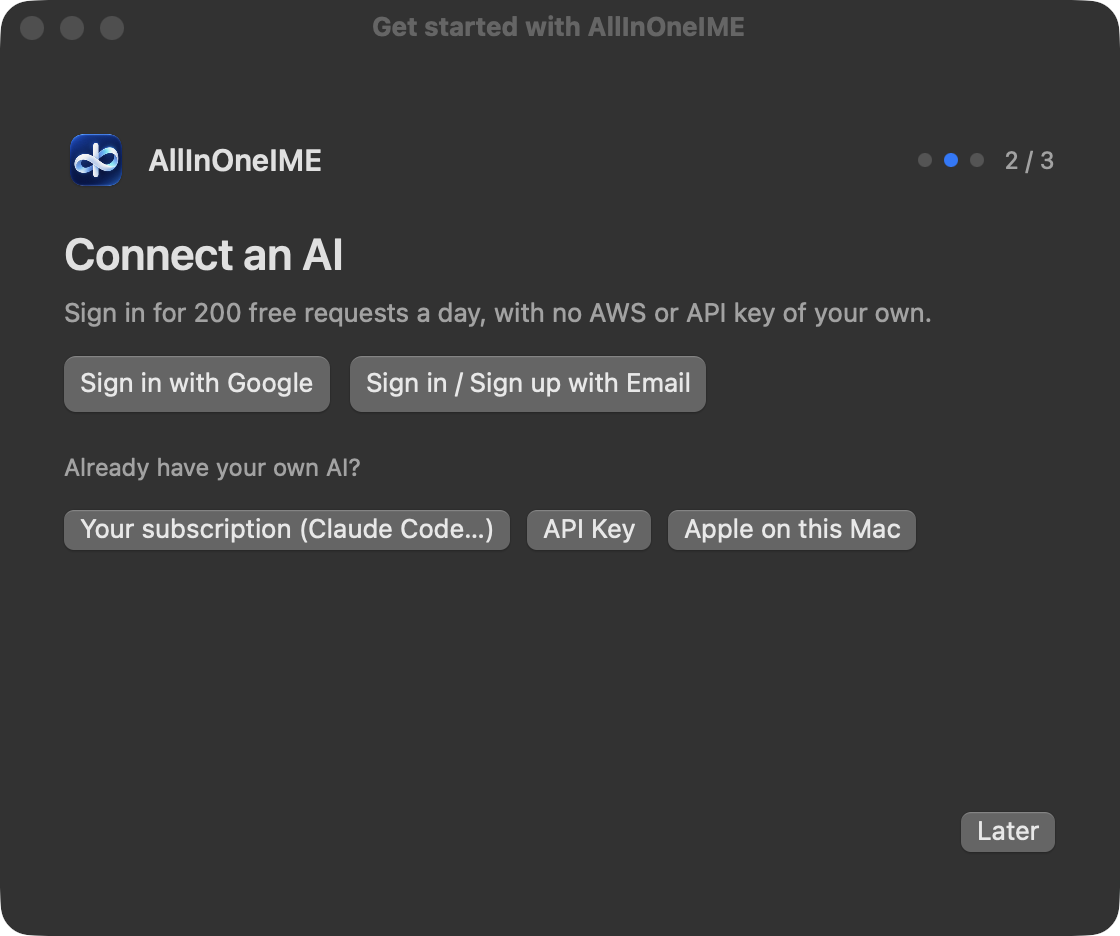 Get started with AllInOneIME
AllInOneIME
2 / 3
Connect an AI
Sign in for 200 free requests a day, with no AWS or API key of your own.
Sign in with Google
Sign in / Sign up with Email
Already have your own AI?
Your subscription (Claude Code...)
API Key
Apple on this Mac
Later